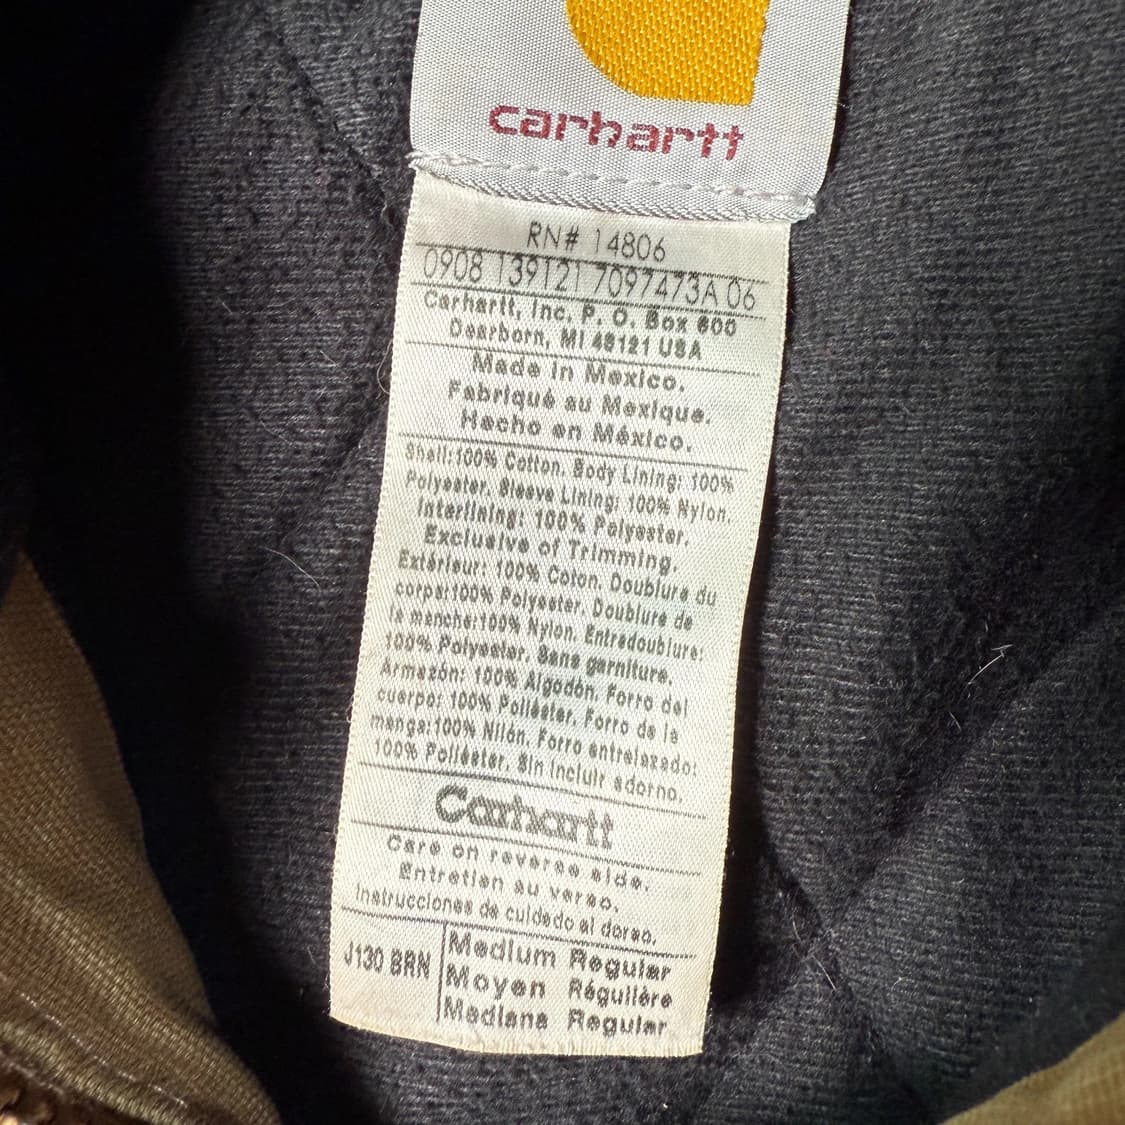 carhartt
RN# 14806
0908 139121 7097473A 06
Carhartt, Inc. P. O. Box 600
Dearborn, MI 48121 USA
Made in Mexico.
Fabriqué au Mexique.
Hecho en México.
Shell:100% Cotton. Body Lining: 100%
Polyester. Sleeve Lining: 100% Nylon.
Interlining: 100% Polyester.
Exclusive of Trimming.
Extérieur: 100% Coton. Doublure du
corps:100% Polyester. Doublure de
la manche:100% Nylon. Entredoublure:
100% Polyester. Sans garniture.
Armazón: 100% Algodón. Forro del
cuerpo: 100% Poliéster. Forro de la
manga:100% Nilón. Forro entrelazado:
100% Poliéster. Sin incluir adorno.
Carhartt
Care on reverse side.
Entretien au verso.
Instrucciones de cuidado al dorso.
J130 BRN
Medium Regular
Moyen Régulière
Mediana Regular